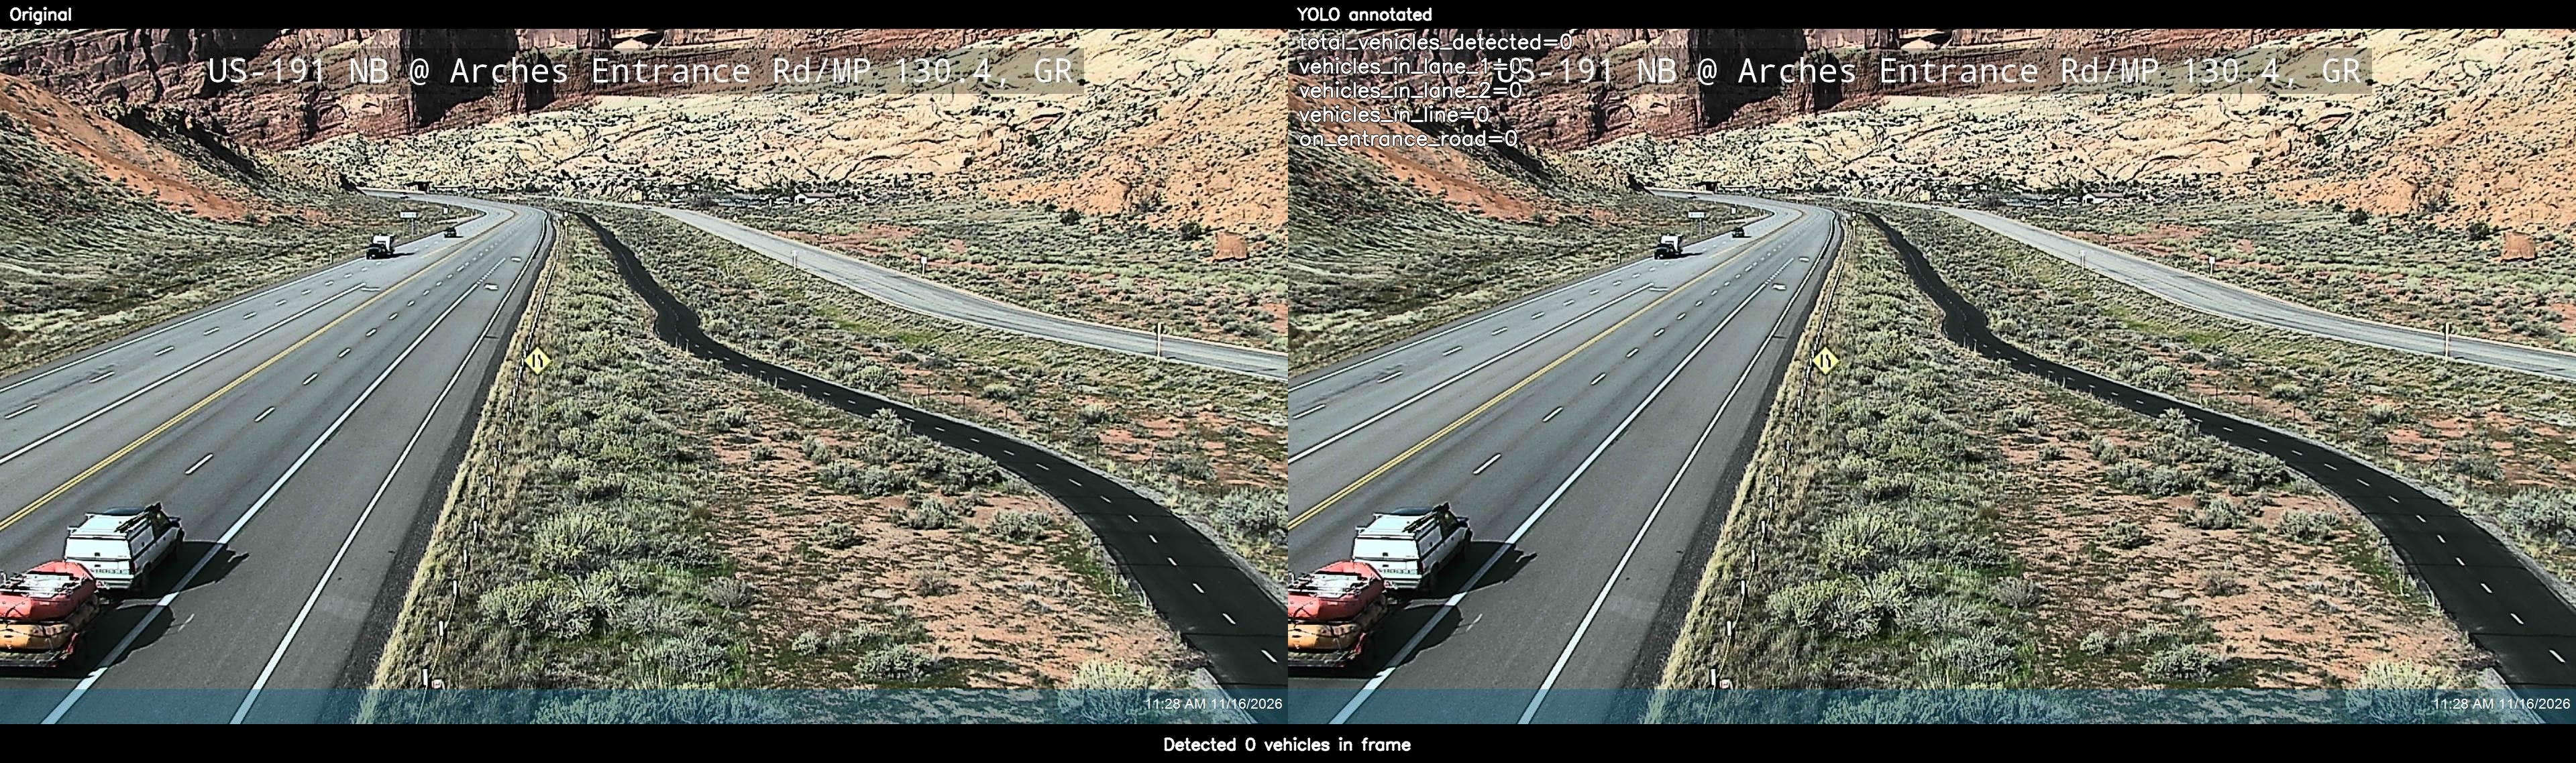 Original
US-191 NB @ Arches Entrance Rd/MP 130.4, GR
11:28 AM 11/16/2026
YOLO annotated
total_vehicles_detected=0
vehicles_in_lane_1=0
US-191 NB @ Arches Entrance Rd/MP 130.4, GR
vehicles_in_lane_2=0
vehicles_in_line=0
on_entrance_road=0
11:28 AM 11/16/2026
Detected 0 vehicles in frame